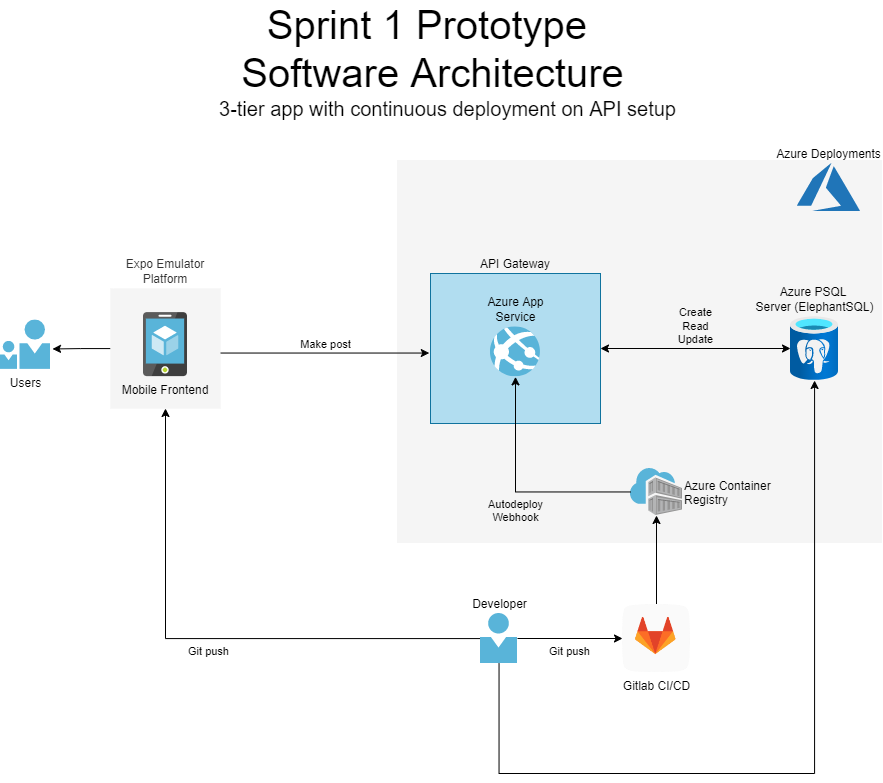 Sprint 1 Prototype
Software Architecture
3-tier app with continuous deployment on API setup
Azure Deployments
Expo Emulator
Platform
API Gateway
Azure App
Service
Create
Read
Update
Azure PSQL
Server (ElephantSQL)
Make post
Users
Mobile Frontend
Azure Container
Registry
Autodeploy
Webhook
Developer
Git push
Git push
Gitlab CI/CD